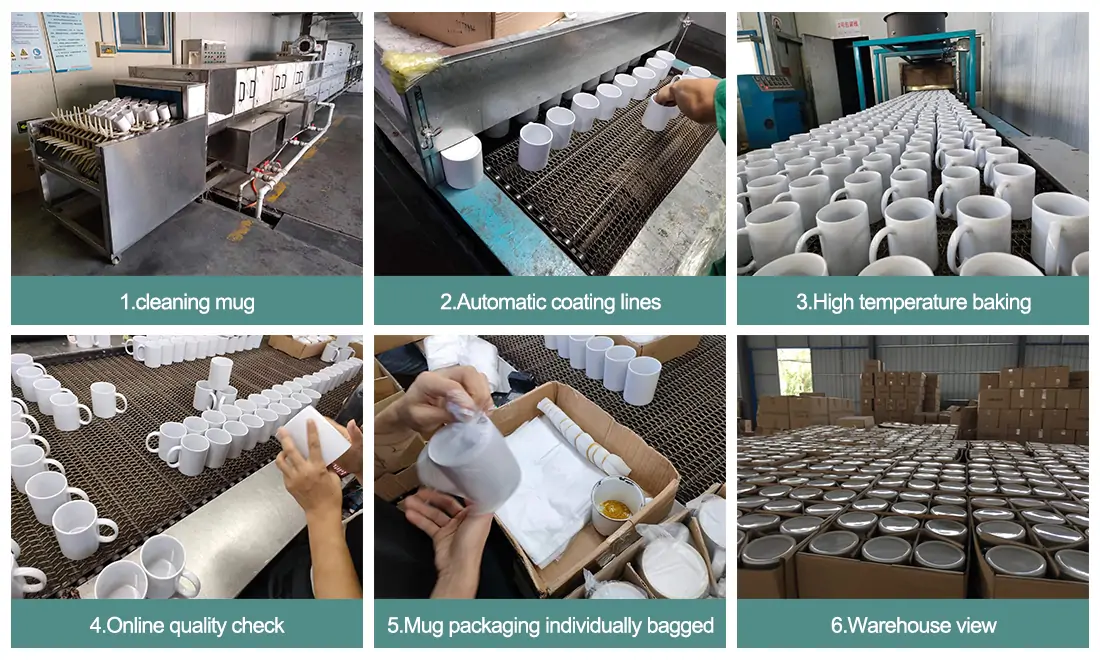 1.cleaning mug
2.Automatic coating lines
3.High temperature baking
4.Online quality check
5.Mug packaging individually bagged
6.Warehouse view